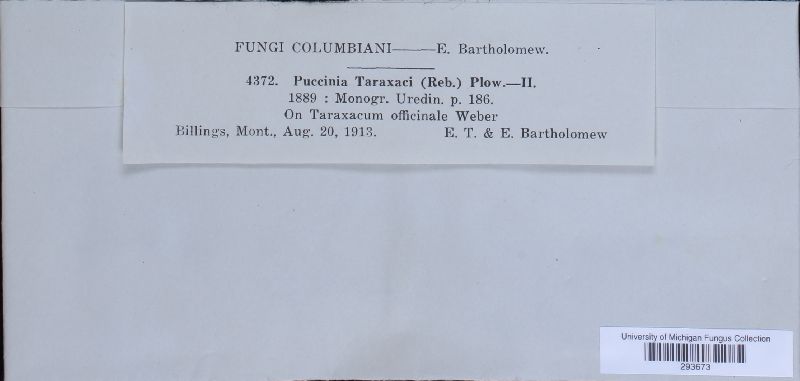 FUNGI COLUMBIANI——E. Bartholomew.
4372. Puccinia Taraxaci (Reb.) Plow.—II.
1889 : Monogr. Uredin. p. 186.
On Taraxacum officinale Weber
Billings, Mont., Aug. 20, 1913. E. T. & E. Bartholomew
University of Michigan Fungus Collection
293673